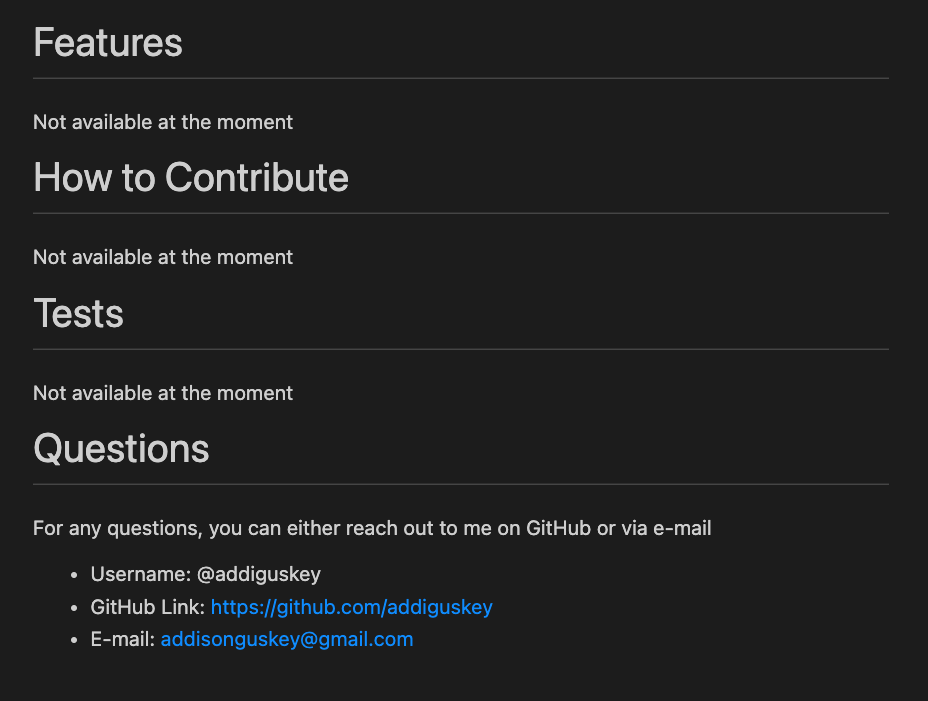 Features
Not available at the moment
How to Contribute
Not available at the moment
Tests
Not available at the moment
Questions
For any questions, you can either reach out to me on GitHub or via e-mail
• Username: @addiguskey
• GitHub Link: https://github.com/addiguskey
• E-mail: addisonguskey@gmail.com